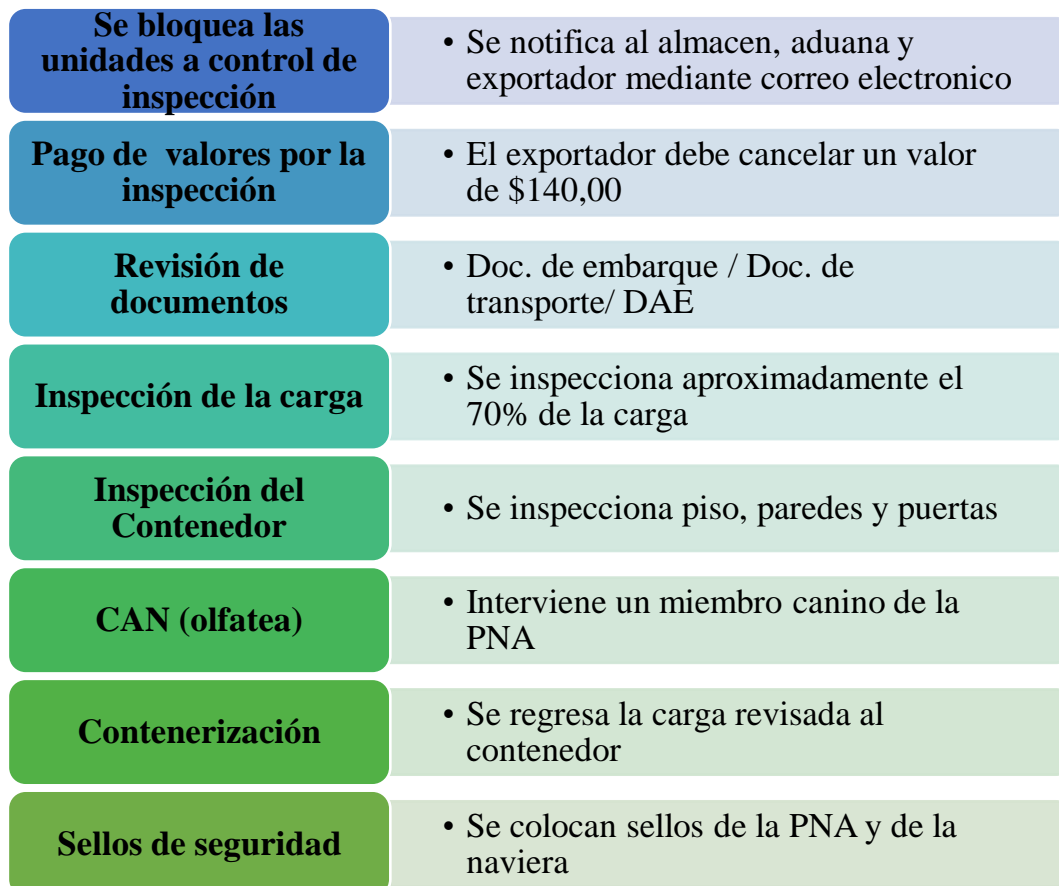 Se bloquea las
unidades a control de
inspección
• Se notifica al almacen, aduana y
exportador mediante correo electronico
Pago de valores por la
inspección
• El exportador debe cancelar un valor
de $140,00
Revisión de
documentos
• Doc. de embarque / Doc. de
transporte/ DAE
Inspección de la carga
• Se inspecciona aproximadamente el
70% de la carga
Inspección del
Contenedor
• Se inspecciona piso, paredes y puertas
CAN (olfatea)
• Interviene un miembro canino de la
PNA
Contenerización
• Se regresa la carga revisada al
contenedor
Sellos de seguridad
• Se colocan sellos de la PNA y de la
naviera